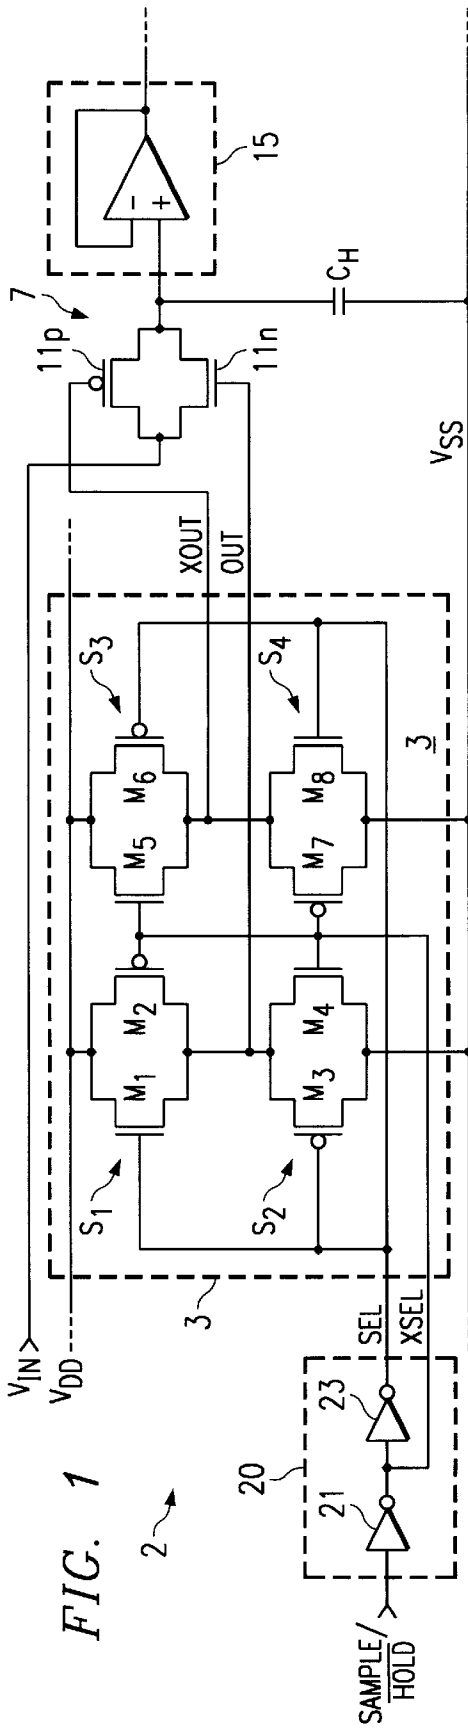 FIG. 1
2
V_IN
V_DD
SAMPLE/
HOLD
20
21
23
SEL
XSEL
3
S1
S2
M1
M2
M3
M4
M5
M6
M7
M8
S3
S4
3
XOUT
OUT
V_SS
7
11p
11n
C_H
-
+
15